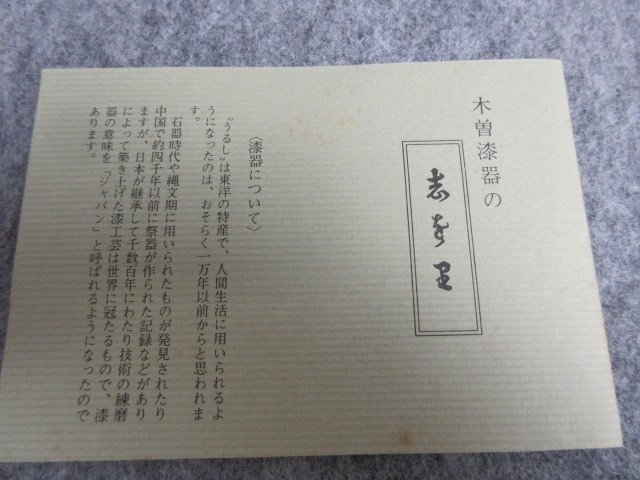 木曽漆器の
志を里
〈漆器について〉
“うるし”は東洋の特産で、人間生活に用いられるよ
うになったのは、おそらく一万年以前からと思われま
す。
石器時代や縄文期に用いられたものが発見されたり
中国で約四千年以前に祭器が作られた記録などがあり
ますが、日本が継承して千数百年にわたり技術の練磨
によって築き上げた漆工芸は世界に冠たるもので、漆
器の意味を「ジャパン」と呼ばれるようになったので
あります。